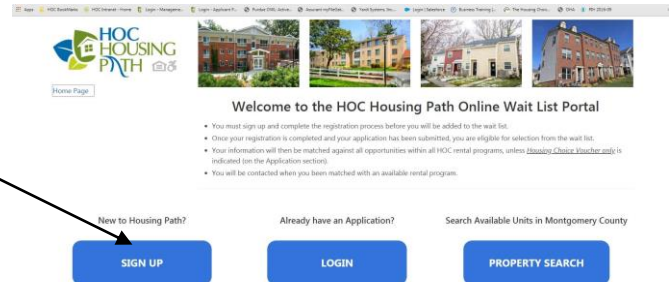 Apps
HOC
HOUSING
PATH
Home Page
Welcome to the HOC Housing Path Online Wait List Portal
• You must sign up and complete the registration process before you will be added to the wait list.
• Once your registration is completed and your application has been submitted, you are eligible for selection from the wait list.
• Your information will then be matched against all opportunities within all HOC rental programs, unless Housing Choice Voucher only is
indicated (on the Application section).
• You will be contacted when you been matched with an available rental program.
New to Housing Path? Already have an Application? Search Available Units in Montgomery County
SIGN UP LOGIN PROPERTY SEARCH